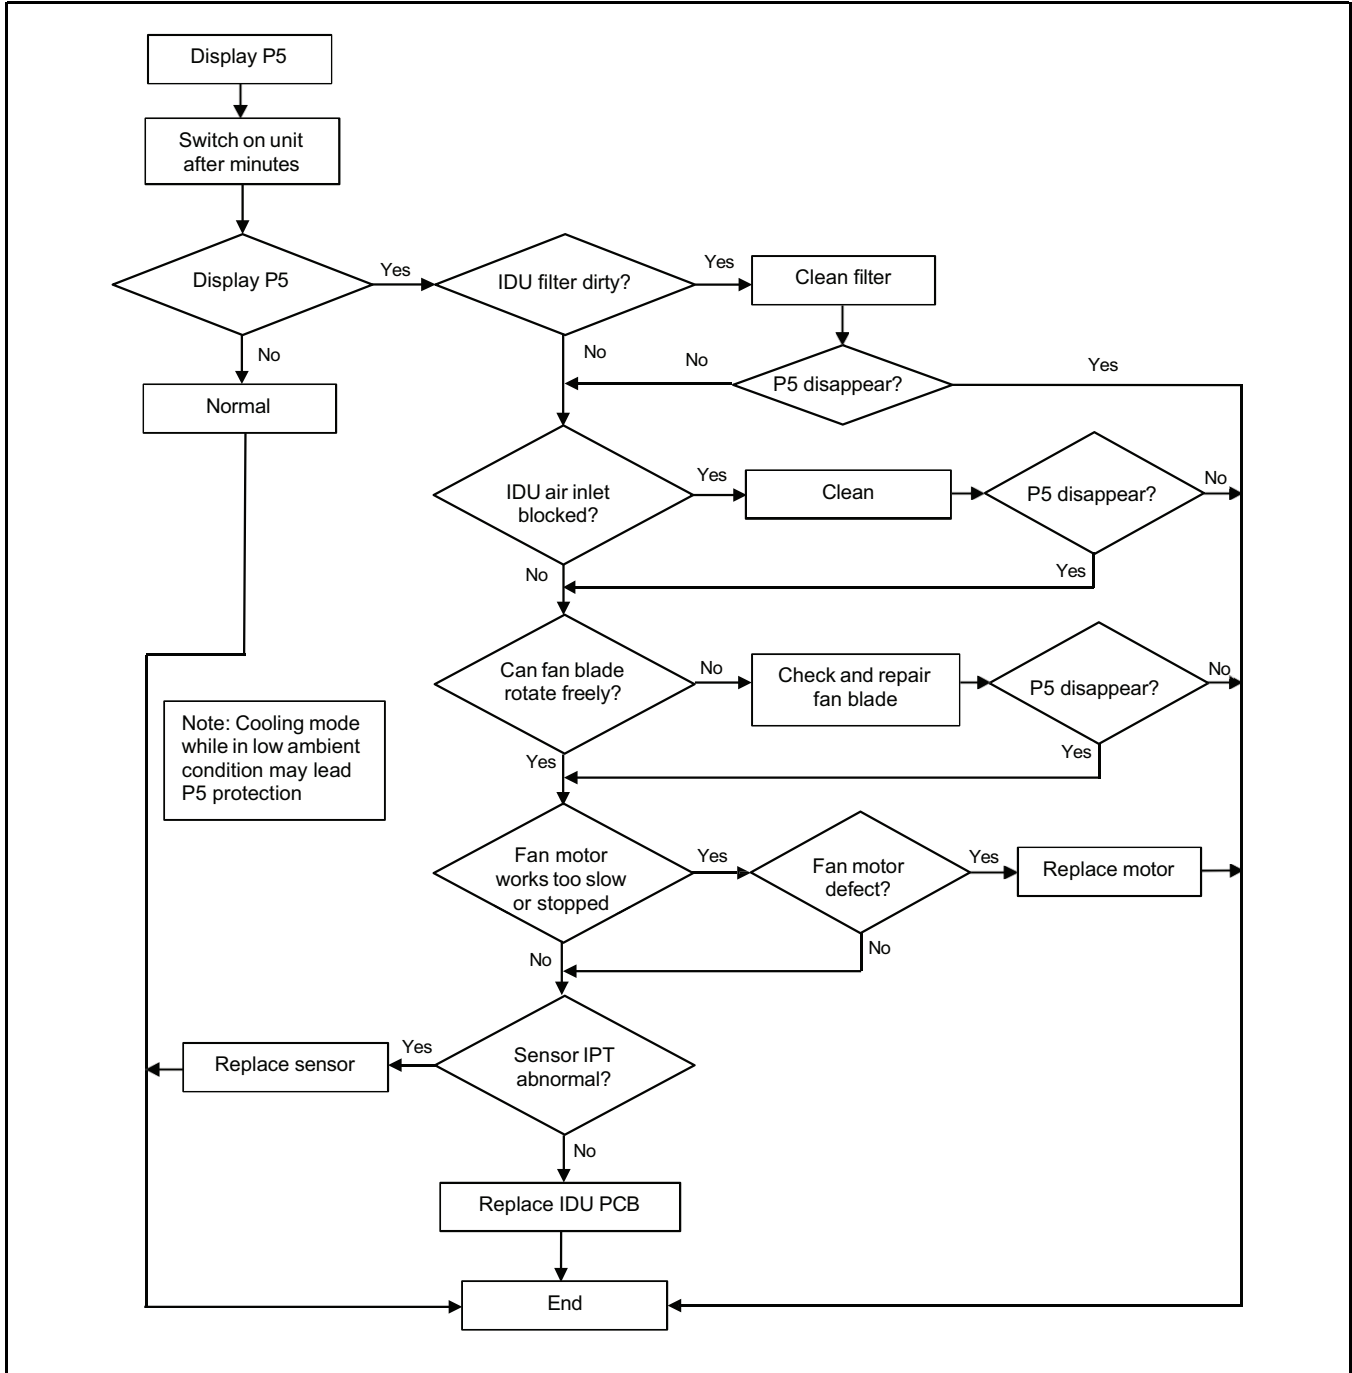 Display P5
Switch on unit
after minutes
Display P5
Yes
IDU filter dirty?
Yes
Clean filter
No
No
No
P5 disappear?
Yes
Normal
IDU air inlet
blocked?
Yes
Clean
P5 disappear?
No
No
Yes
Can fan blade
rotate freely?
No
Check and repair
fan blade
P5 disappear?
No
Note: Cooling mode
while in low ambient
condition may lead
P5 protection
Yes
Yes
Fan motor
works too slow
or stopped
Yes
Fan motor
defect?
Yes
Replace motor
No
No
Replace sensor
Yes
Sensor IPT
abnormal?
No
Replace IDU PCB
End